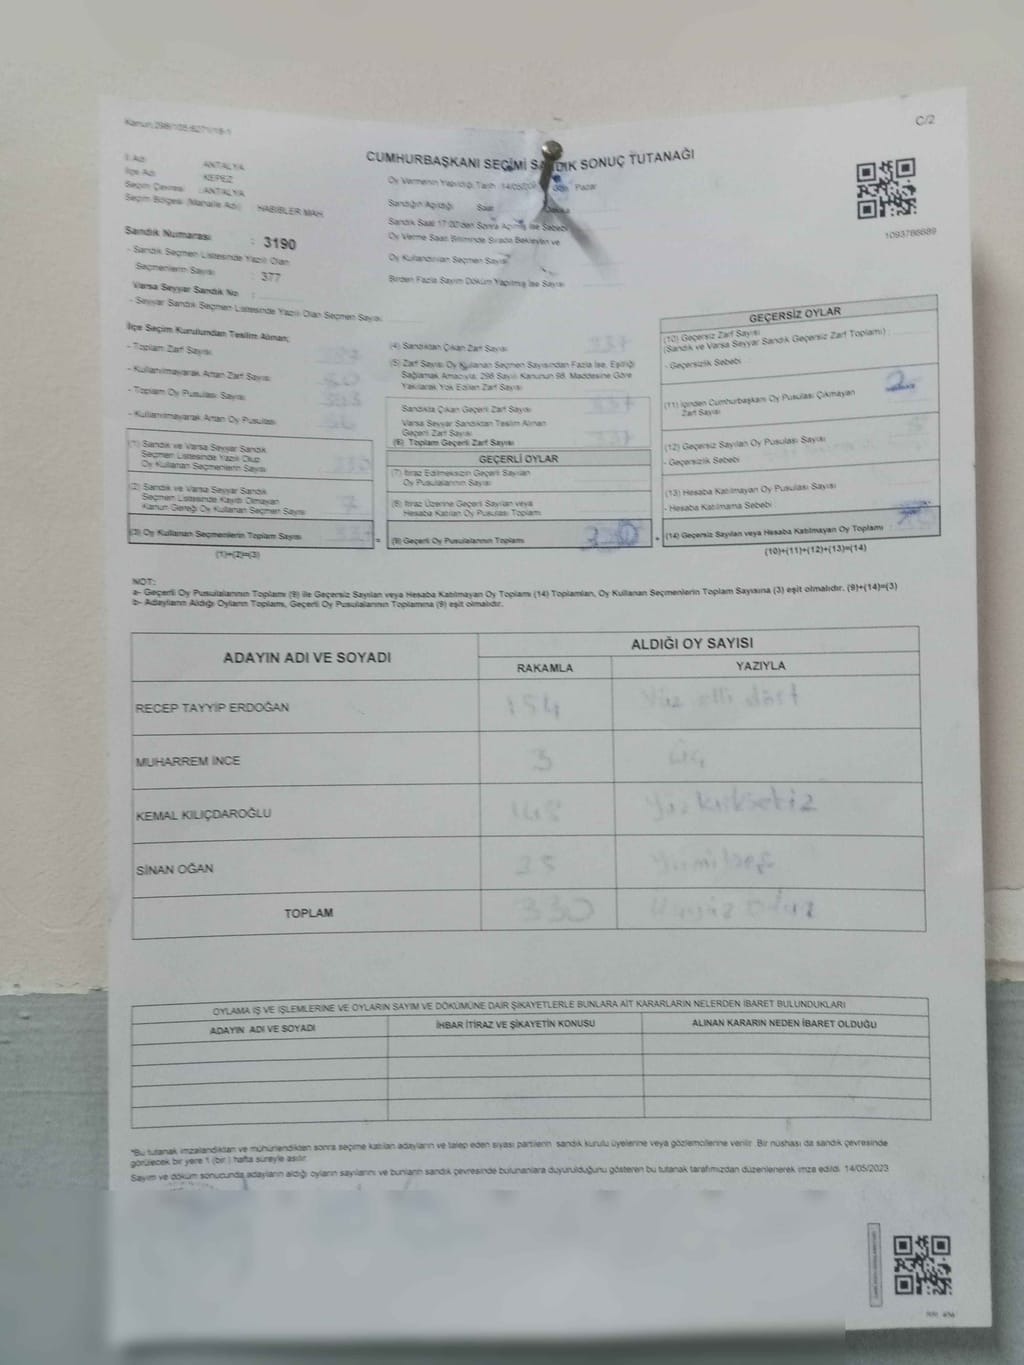 Kanun:298/105;6271/18-1
C/2
CUMHURBAŞKANI SEÇİMİ SANDIK SONUÇ TUTANAĞI
İl Adı ANTALYA
İlçe Adı KEPEZ
Seçim Çevresi : ANTALYA
Seçim Bölgesi (Mahalle Adı) HABİBLER MAH
Sandık Numarası : 3190
- Sandık Seçmen Listesinde Yazılı Olan
Seçmenlerin Sayısı : 377
Varsa Seyyar Sandık No :
- Seyyar Sandık Seçmen Listesinde Yazılı Olan Seçmen Sayısı
Oy Vermenin Yapıldığı Tarih Pazar
Sandığın Açıldığı Saat Dakika
Sandık Saat 17:00'den Sonra Açılmış İse Sebebi
Oy Verme Saati Bitiminde Sırada Bekleyen ve
Oy Kullandırılan Seçmen Sayısı
Birden Fazla Sayım Döküm Yapılmış İse Sayısı
1093786689
İlçe Seçim Kurulundan Teslim Alınan;
- Toplam Zarf Sayısı
- Kullanılmayarak Artan Zarf Sayısı
- Toplam Oy Pusulası Sayısı
- Kullanılmayarak Artan Oy Pusulası
(1) Sandık ve Varsa Seyyar Sandık
Seçmen Listesinde Yazılı Olup
Oy Kullanan Seçmenlerin Sayısı 330
(2) Sandık ve Varsa Seyyar Sandık
Seçmen Listesinde Kayıtlı Olmayan
Kanun Gereği Oy Kullanan Seçmen Sayısı 7
(3) Oy Kullanan Seçmenlerin Toplam Sayısı 337
(1)+(2)=(3)
(4) Sandıktan Çıkan Zarf Sayısı 337
(5) Zarf Sayısı Oy Kullanan Seçmen Sayısından Fazla İse, Eşitliği
Sağlamak Amacıyla, 298 Sayılı Kanunun 98. Maddesine Göre
Yakılarak Yok Edilen Zarf Sayısı
Sandıkta Çıkan Geçerli Zarf Sayısı 337
Varsa Seyyar Sandıktan Teslim Alınan
Geçerli Zarf Sayısı
(6) Toplam Geçerli Zarf Sayısı 337
GEÇERLİ OYLAR
(7) İtiraz Edilmeksizin Geçerli Sayılan
Oy Pusulalarının Sayısı
(8) İtiraz Üzerine Geçerli Sayılan veya
Hesaba Katılan Oy Pusulası Toplamı
= (9) Geçerli Oy Pusulalarının Toplamı 330
GEÇERSİZ OYLAR
(10) Geçersiz Zarf Sayısı
(Sandık ve Varsa Seyyar Sandık Geçersiz Zarf Toplamı) :
- Geçersizlik Sebebi
(11) İçinden Cumhurbaşkanı Oy Pusulası Çıkmayan
Zarf Sayısı 2
(12) Geçersiz Sayılan Oy Pusulası Sayısı
- Geçersizlik Sebebi
(13) Hesaba Katılmayan Oy Pusulası Sayısı
- Hesaba Katılmama Sebebi
+ (14) Geçersiz Sayılan veya Hesaba Katılmayan Oy Toplamı
(10)+(11)+(12)+(13)=(14)
NOT:
a- Geçerli Oy Pusulalarının Toplamı (9) ile Geçersiz Sayılan veya Hesaba Katılmayan Oy Toplamı (14) Toplamları, Oy Kullanan Seçmenlerin Toplam Sayısına (3) eşit olmalıdır. (9)+(14)=(3)
b- Adayların Aldığı Oyların Toplamı, Geçerli Oy Pusulalarının Toplamına (9) eşit olmalıdır.
ADAYIN ADI VE SOYADI ALDIĞI OY SAYISI
RAKAMLA YAZIYLA
RECEP TAYYİP ERDOĞAN 154 Yüz elli dört
MUHARREM İNCE 3 üç
KEMAL KILIÇDAROĞLU 148 Yüz kırksekiz
SİNAN OĞAN 25 Yirmibeş
TOPLAM 330 Üçyüz Otuz
OYLAMA İŞ VE İŞLEMLERİNE VE OYLARIN SAYIM VE DÖKÜMÜNE DAİR ŞİKAYETLERLE BUNLARA AİT KARARLARIN NELERDEN İBARET BULUNDUKLARI
ADAYIN ADI VE SOYADI İHBAR İTİRAZ VE ŞİKAYETİN KONUSU ALINAN KARARIN NEDEN İBARET OLDUĞU
*Bu tutanak imzalandıktan ve mühürlendikten sonra seçime katılan adayların ve talep eden siyasi partilerin sandık kurulu üyelerine veya gözlemcilerine verilir. Bir nüshası da sandık çevresinde
görülecek bir yere 1 (bir) hafta süreyle asılır.
Sayım ve döküm sonucunda adayların aldığı oyların sayılarını ve bunların sandık çevresinde bulunanlara duyurulduğunu gösteren bu tutanak tarafımızdan düzenlenerek imza edildi. 14/05/2023